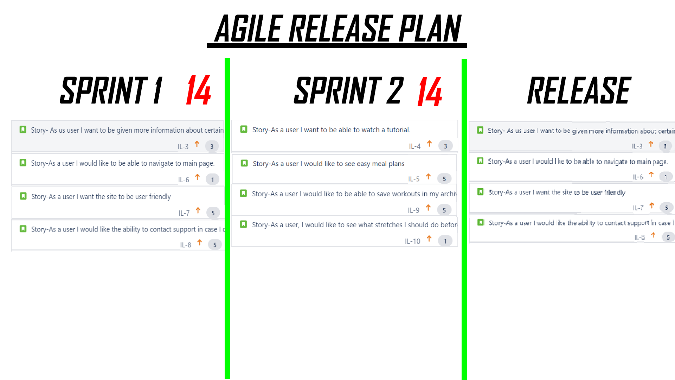 AGILE RELEASE PLAN
SPRINT 1 14
Story- As us user I want to be given more information about certain
IL-3 ↑ 3
Story-As a user I would like to be able to navigate to main page.
IL-6 ↑ 1
Story-As a user I want the site to be user friendly
IL-7 ↑ 5
Story-As a user I would like the ability to contact support in case I
IL-8 ↑ 5
SPRINT 2 14
Story-As a user I want to be able to watch a tutorial
IL-4 ↑ 3
Story-As a user I would like to see easy meal plans
IL-5 ↑ 5
Story-As a user I would like to be able to save workouts in my archi
IL-9 ↑ 5
Story-As a user, I would like to see what stretches I should do befor
IL-10 ↑ 1
RELEASE
Story- As us user I want to be given more information about certain
IL-3 ↑ 3
Story-As a user I would like to be able to navigate to main page.
IL-6 ↑ 1
Story-As a user I want the site to be user friendly
IL-7 ↑ 5
Story-As a user I would like the ability to contact support in case I
IL-8 ↑ 5